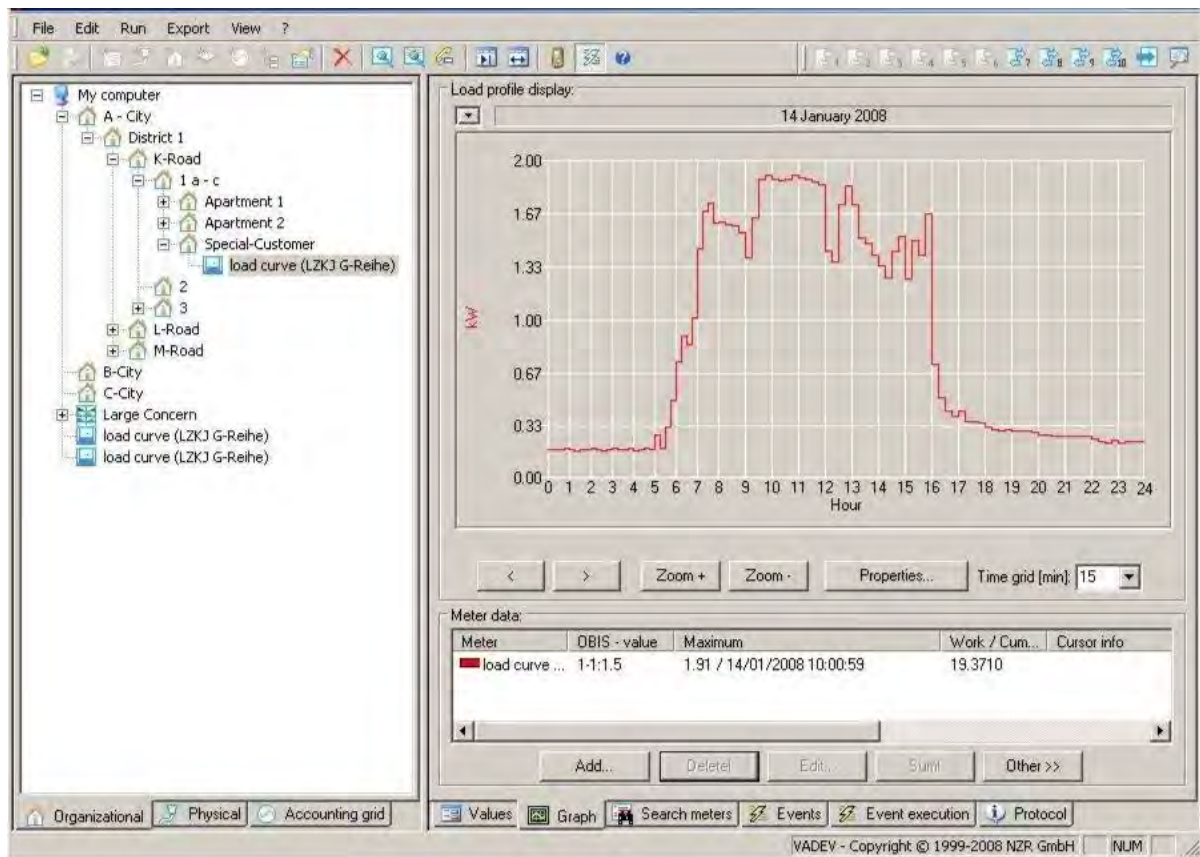 File Edit Run Export View ?
My computer
A - City
District 1
K-Road
1 a - c
Apartment 1
Apartment 2
Special-Customer
load curve (LZKJ G-Reihe)
2
3
L-Road
M-Road
B-City
C-City
Large Concern
load curve (LZKJ G-Reihe)
load curve (LZKJ G-Reihe)
Organizational Physical Accounting grid
Load profile display:
14 January 2008
2.00
1.67
1.33
1.00
0.67
0.33
0.00
kW
0 1 2 3 4 5 6 7 8 9 10 11 12 13 14 15 16 17 18 19 20 21 22 23 24
Hour
< > Zoom + Zoom - Properties... Time grid [min]: 15
Meter data:
Meter OBIS - value Maximum Work / Cum... Cursor info
load curve ... 1-1:1.5 1.91 / 14/01/2008 10:00:59 19.3710
Add... Delete! Edit... Sum! Other >>
Values Graph Search meters Events Event execution Protocol
VADEV - Copyright © 1999-2008 NZR GmbH NUM